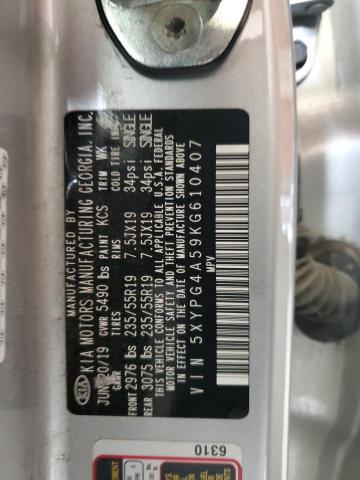 MANUFACTURED BY
KIA KIA MOTORS MANUFACTURING GEORGIA, INC.
JUN/20/19 GVWR 5490 lbs PAINT KCS TRIM WK
GAWR TIRES RIMS COLD TIRE
FRONT 2976 lbs 235/55R19 7.5JX19 34psi SINGLE
REAR 3075 lbs 235/55R19 7.5JX19 34psi SINGLE
THIS VEHICLE CONFORMS TO ALL APPLICABLE U.S.A. FEDERAL
MOTOR VEHICLE SAFETY AND THEFT PREVENTION STANDARDS
IN EFFECT ON THE DATE OF MANUFACTURE SHOWN ABOVE.
VIN 5XYPG4A59KG610407
MPV
6310